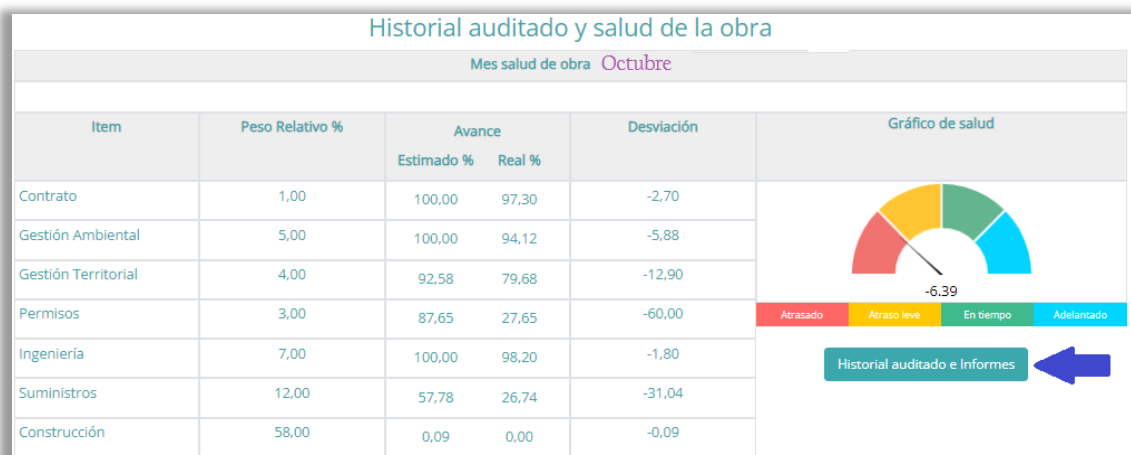 Historial auditado y salud de la obra
Mes salud de obra Octubre
Item Peso Relativo % Avance Desviación Gráfico de salud
Estimado % Real %
Contrato 1,00 100,00 97,30 -2,70
Gestión Ambiental 5,00 100,00 94,12 -5,88
Gestión Territorial 4,00 92,58 79,68 -12,90
-6.39
Permisos 3,00 87,65 27,65 -60,00
Atrasado Atraso leve En tiempo Adelantado
Ingeniería 7,00 100,00 98,20 -1,80
Historial auditado e Informes
Suministros 12,00 57,78 26,74 -31,04
Construcción 58,00 0,09 0,00 -0,09